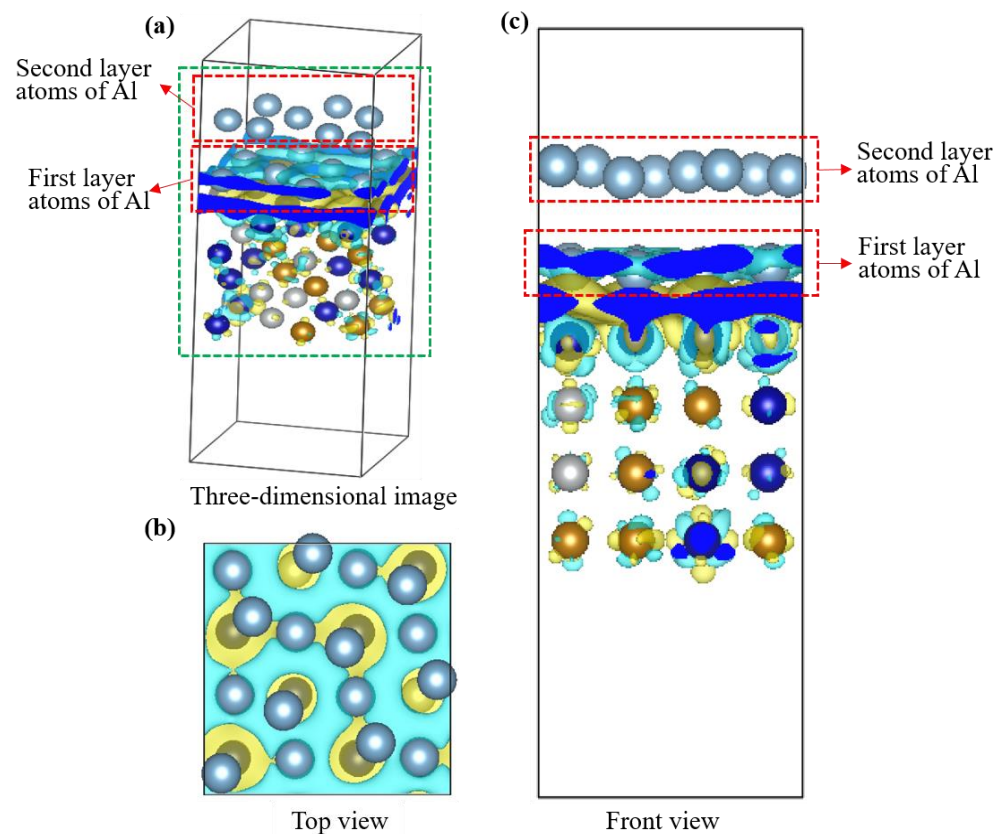 (a)
Second layer
atoms of Al
First layer
atoms of Al
Three-dimensional image
(b)
Top view
(c)
Second layer
atoms of Al
First layer
atoms of Al
Front view